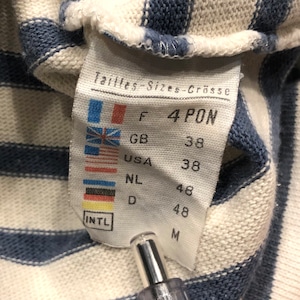 Tailles-Sizes-Grösse
F 4 PON
GB 38
USA 38
NL 48
D 48
INTL M